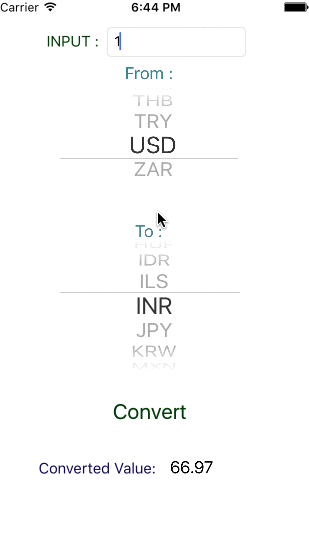 Carrier 6:44 PM
INPUT : 1
From :
THB
TRY
USD
ZAR
To :
HUF
IDR
ILS
INR
JPY
KRW
MXN
Convert
Converted Value: 66.97